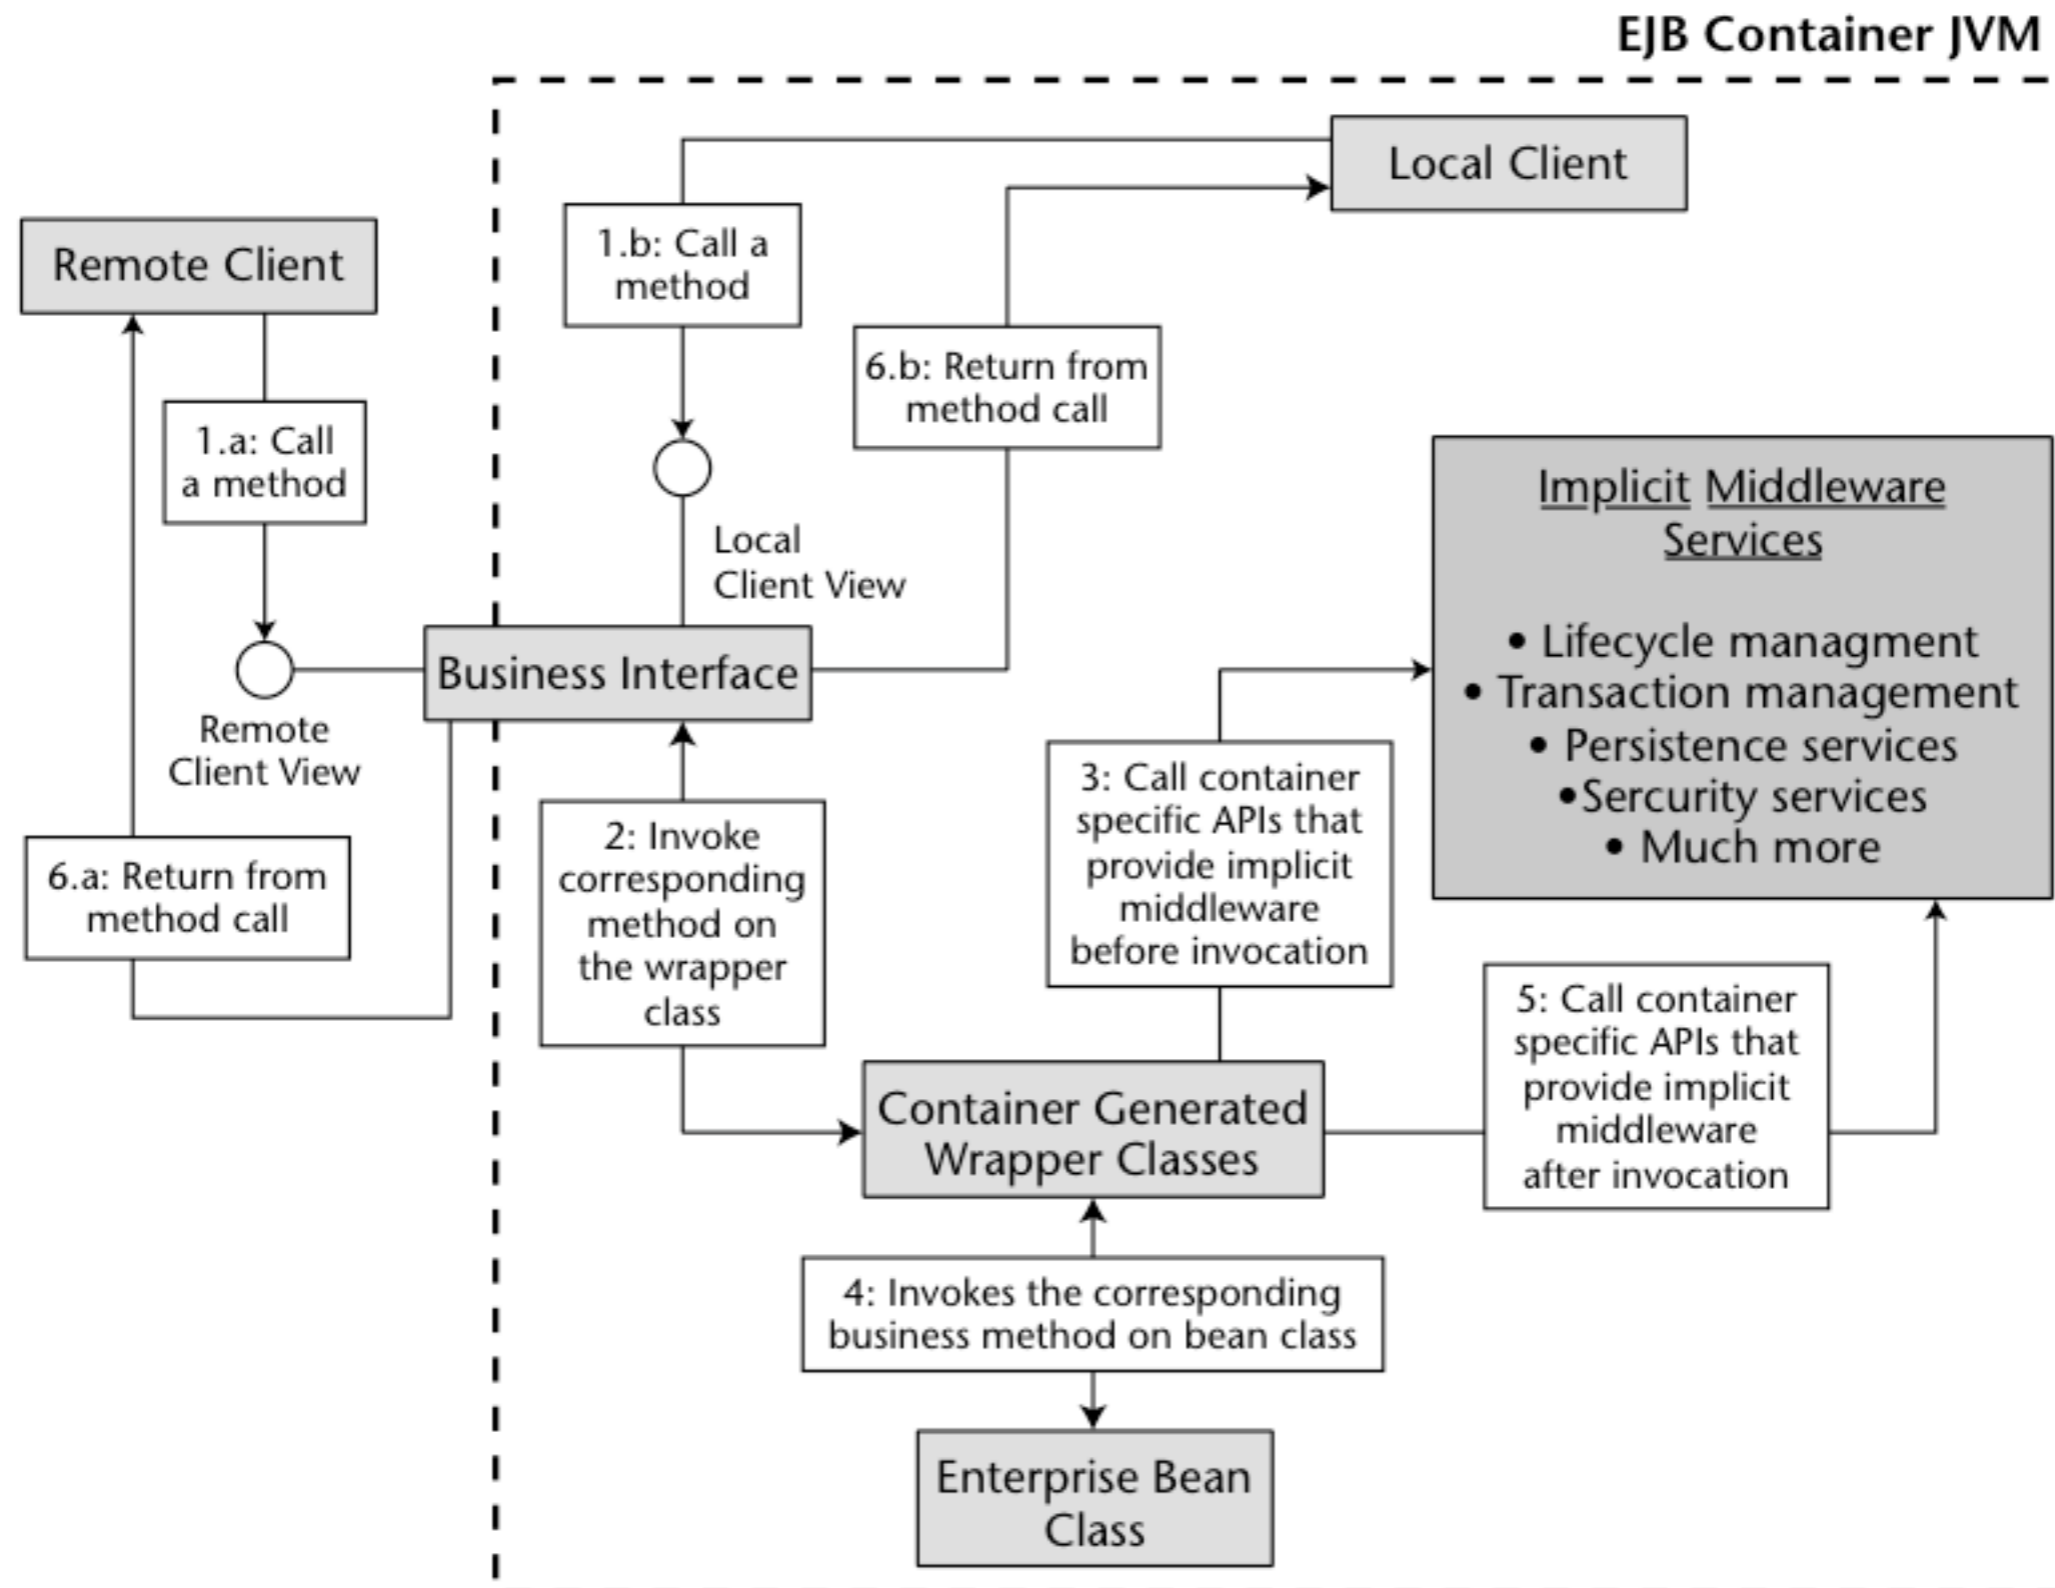 EJB Container JVM
Local Client
Remote Client
1.b: Call a
method
6.b: Return from
method call
1.a: Call
a method
Local
Client View
Business Interface
Remote
Client View
Implicit Middleware
Services
• Lifecycle managment
• Transaction management
• Persistence services
•Sercurity services
• Much more
6.a: Return from
method call
2: Invoke
corresponding
method on
the wrapper
class
3: Call container
specific APIs that
provide implicit
middleware
before invocation
5: Call container
specific APIs that
provide implicit
middleware
after invocation
Container Generated
Wrapper Classes
4: Invokes the corresponding
business method on bean class
Enterprise Bean
Class